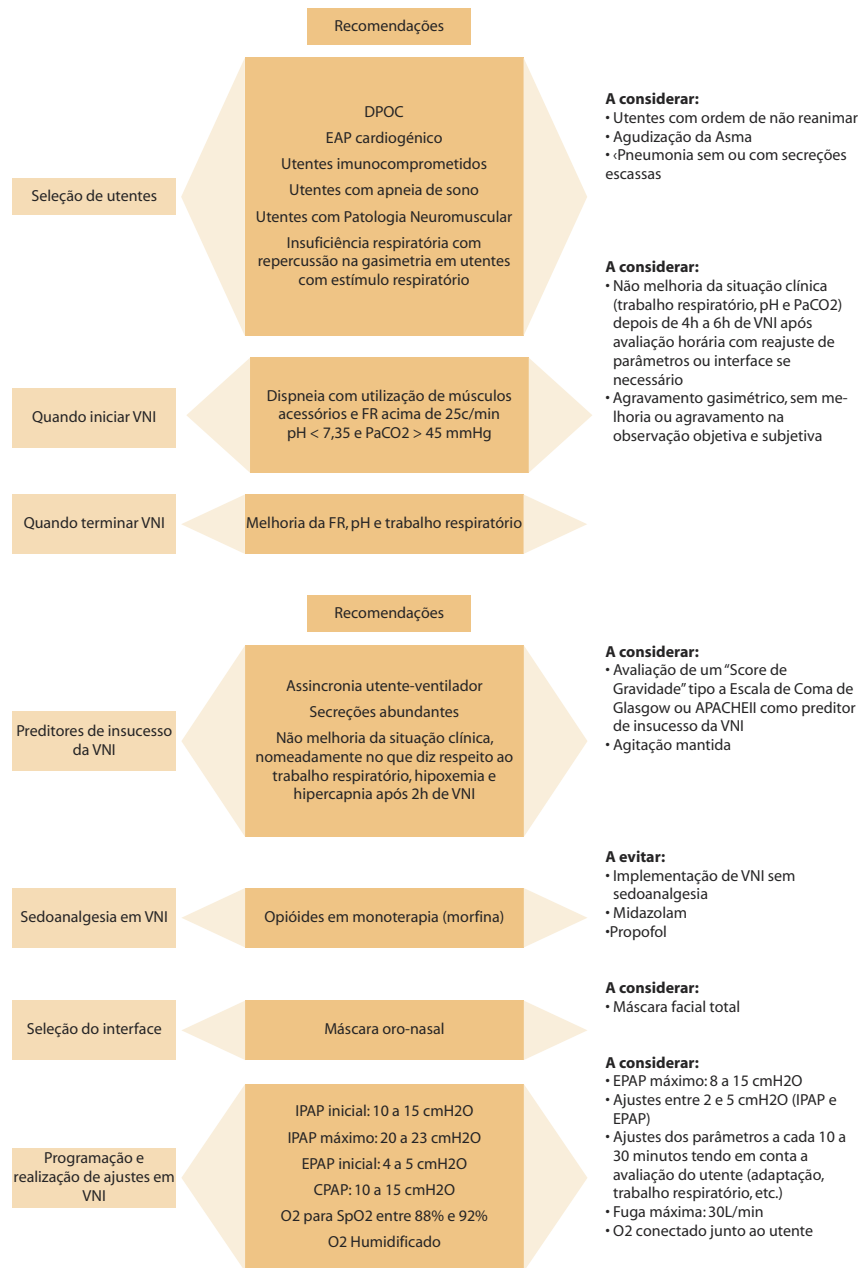 Recomendações
Seleção de utentes
DPOC
EAP cardiogénico
Utentes imunocomprometidos
Utentes com apneia de sono
Utentes com Patologia Neuromuscular
Insuficiência respiratória com
repercussão na gasimetria em utentes
com estímulo respiratório
A considerar:
• Utentes com ordem de não reanimar
• Agudização da Asma
• ‹Pneumonia sem ou com secreções
escassas
Quando iniciar VNI
Dispneia com utilização de músculos
acessórios e FR acima de 25c/min
pH < 7,35 e PaCO2 > 45 mmHg
Quando terminar VNI
Melhoria da FR, pH e trabalho respiratório
A considerar:
• Não melhoria da situação clínica
(trabalho respiratório, pH e PaCO2)
depois de 4h a 6h de VNI após
avaliação horária com reajuste de
parâmetros ou interface se
necessário
• Agravamento gasimétrico, sem me-
lhoria ou agravamento na
observação objetiva e subjetiva
Recomendações
Preditores de insucesso
da VNI
Assincronia utente-ventilador
Secreções abundantes
Não melhoria da situação clínica,
nomeadamente no que diz respeito ao
trabalho respiratório, hipoxemia e
hipercapnia após 2h de VNI
A considerar:
• Avaliação de um “Score de
Gravidade” tipo a Escala de Coma de
Glasgow ou APACHEII como preditor
de insucesso da VNI
• Agitação mantida
Sedoanalgesia em VNI
Opióides em monoterapia (morfina)
A evitar:
• Implementação de VNI sem
sedoanalgesia
• Midazolam
•Propofol
Seleção do interface
Máscara oro-nasal
A considerar:
• Máscara facial total
Programação e
realização de ajustes em
VNI
IPAP inicial: 10 a 15 cmH2O
IPAP máximo: 20 a 23 cmH2O
EPAP inicial: 4 a 5 cmH2O
CPAP: 10 a 15 cmH2O
O2 para SpO2 entre 88% e 92%
O2 Humidificado
A considerar:
• EPAP máximo: 8 a 15 cmH2O
• Ajustes entre 2 e 5 cmH2O (IPAP e
EPAP)
• Ajustes dos parâmetros a cada 10 a
30 minutos tendo em conta a
avaliação do utente (adaptação,
trabalho respiratório, etc.)
• Fuga máxima: 30L/min
• O2 conectado junto ao utente